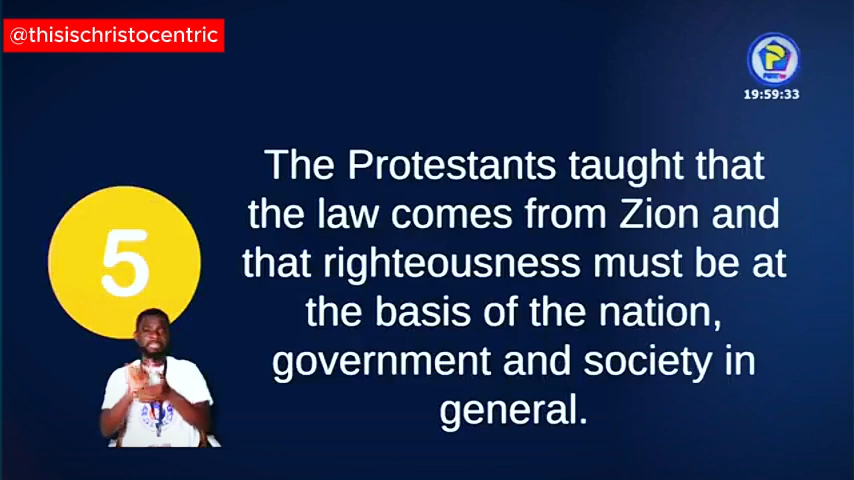 @thisischristocentric
19:59:33
The Protestants taught that
the law comes from Zion and
that righteousness must be at
the basis of the nation,
government and society in
general.
5